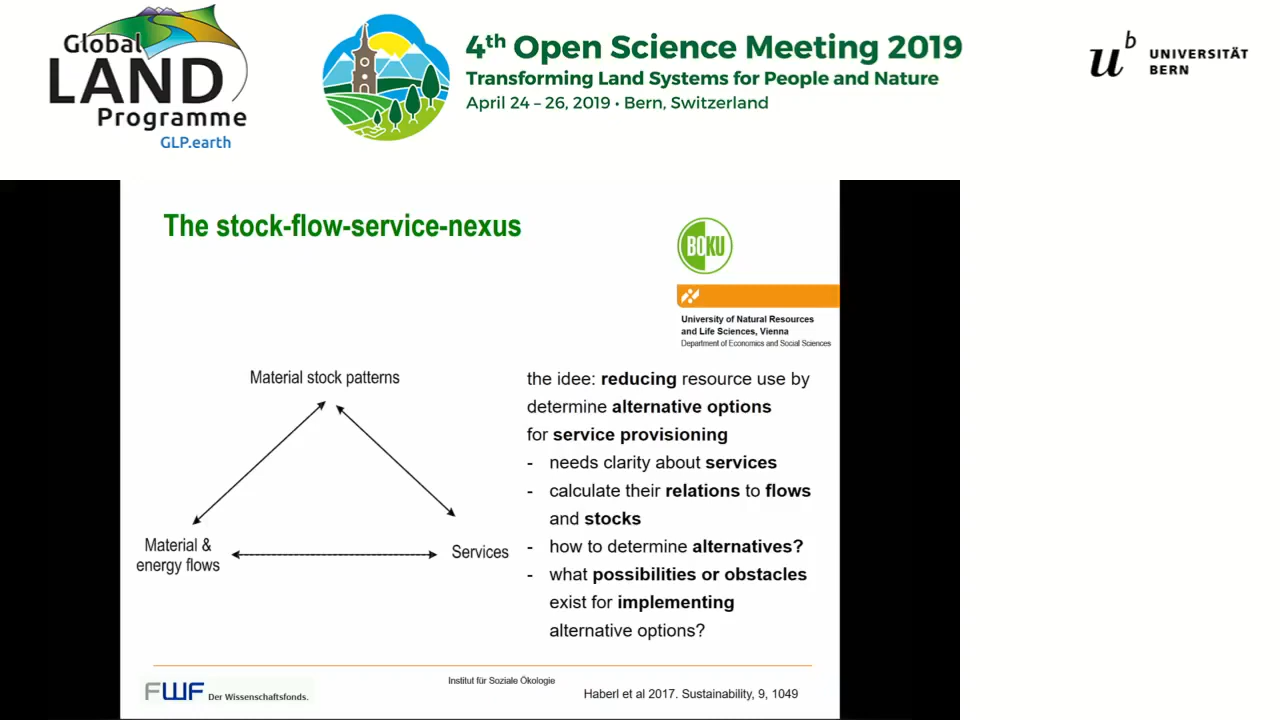 Global
LAND
Programme
GLP.earth
4th Open Science Meeting 2019
Transforming Land Systems for People and Nature
April 24 – 26, 2019 • Bern, Switzerland
u b
UNIVERSITÄT
BERN
The stock-flow-service-nexus
BOKU
University of Natural Resources
and Life Sciences, Vienna
Department of Economics and Social Sciences
Material stock patterns
Material &
energy flows
Services
the idee: reducing resource use by
determine alternative options
for service provisioning
- needs clarity about services
- calculate their relations to flows
and stocks
- how to determine alternatives?
- what possibilities or obstacles
exist for implementing
alternative options?
FWF Der Wissenschaftsfonds.
Institut für Soziale Ökologie
Haberl et al 2017. Sustainability, 9, 1049